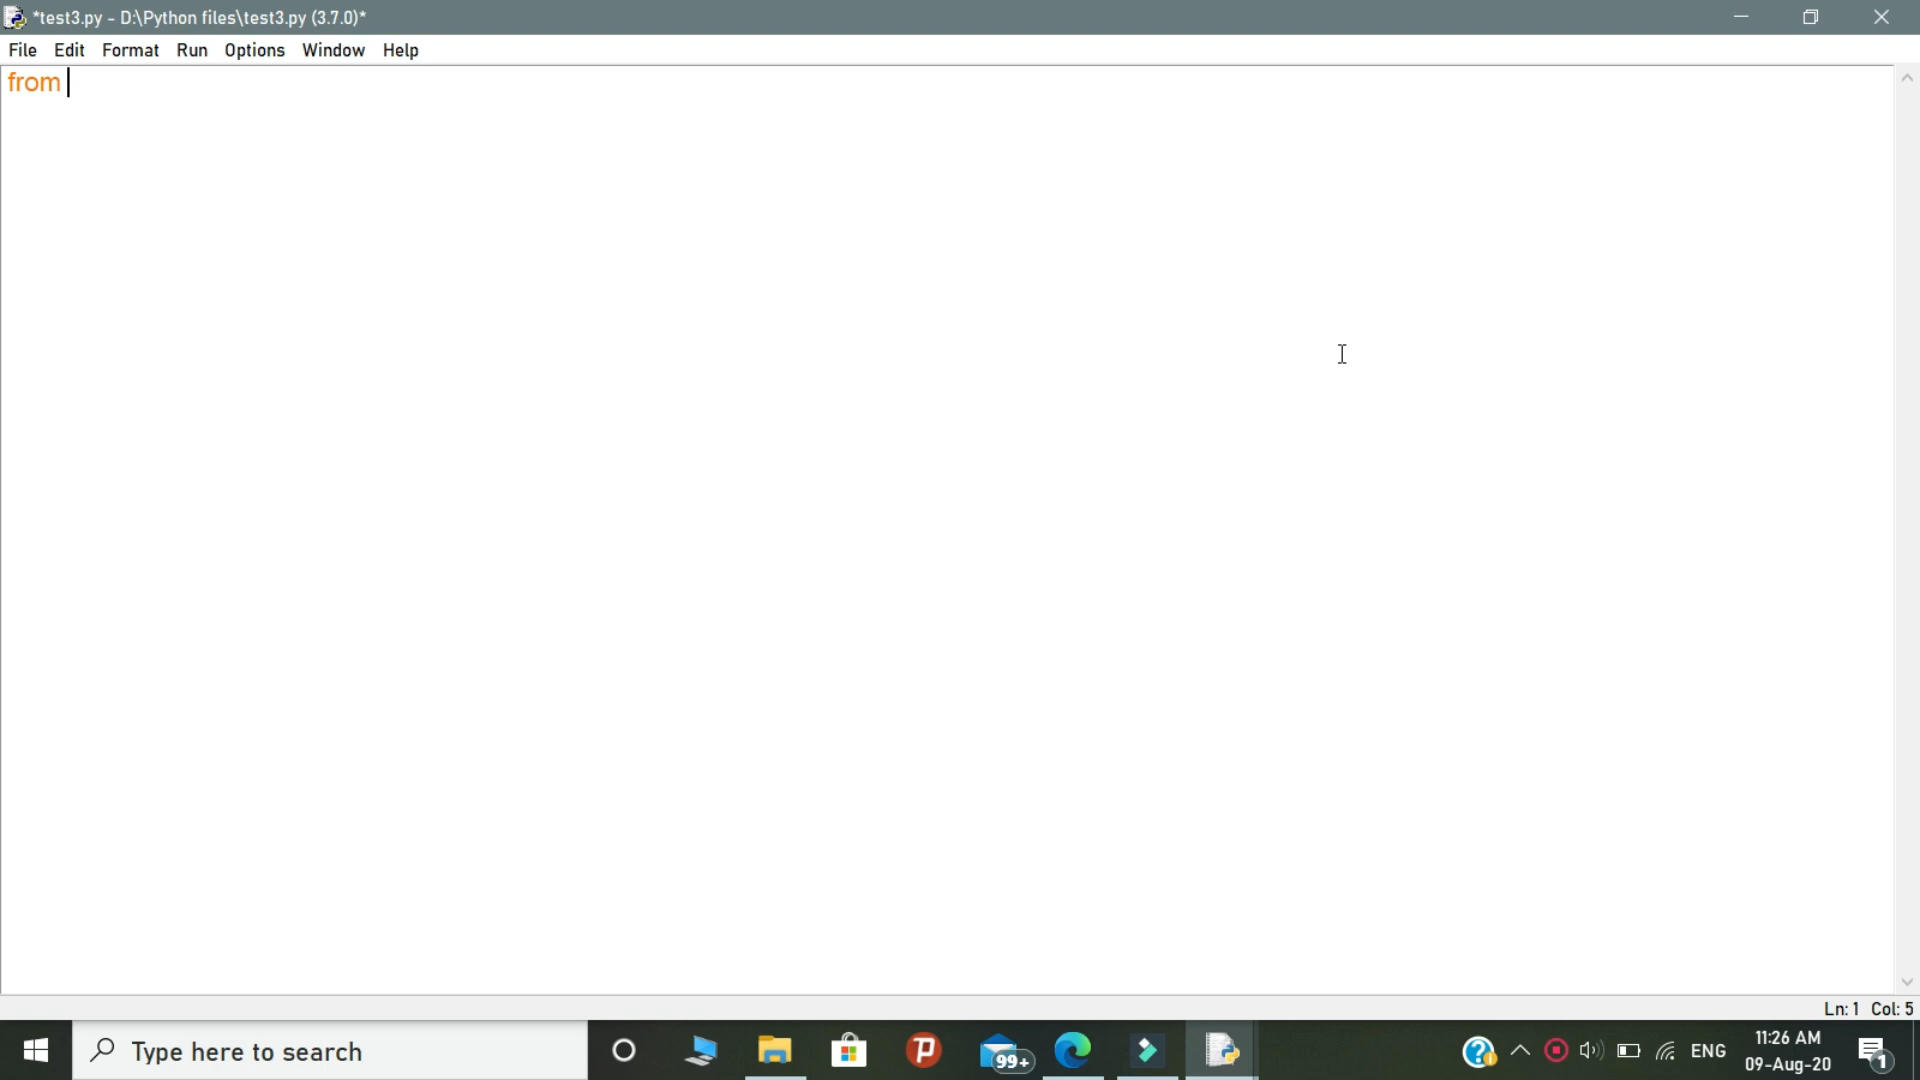 *test3.py - D:\Python files\test3.py (3.7.0)*
File Edit Format Run Options Window Help
from
Ln: 1 Col: 5
Type here to search
99+
ENG
11:26 AM
09-Aug-20
1